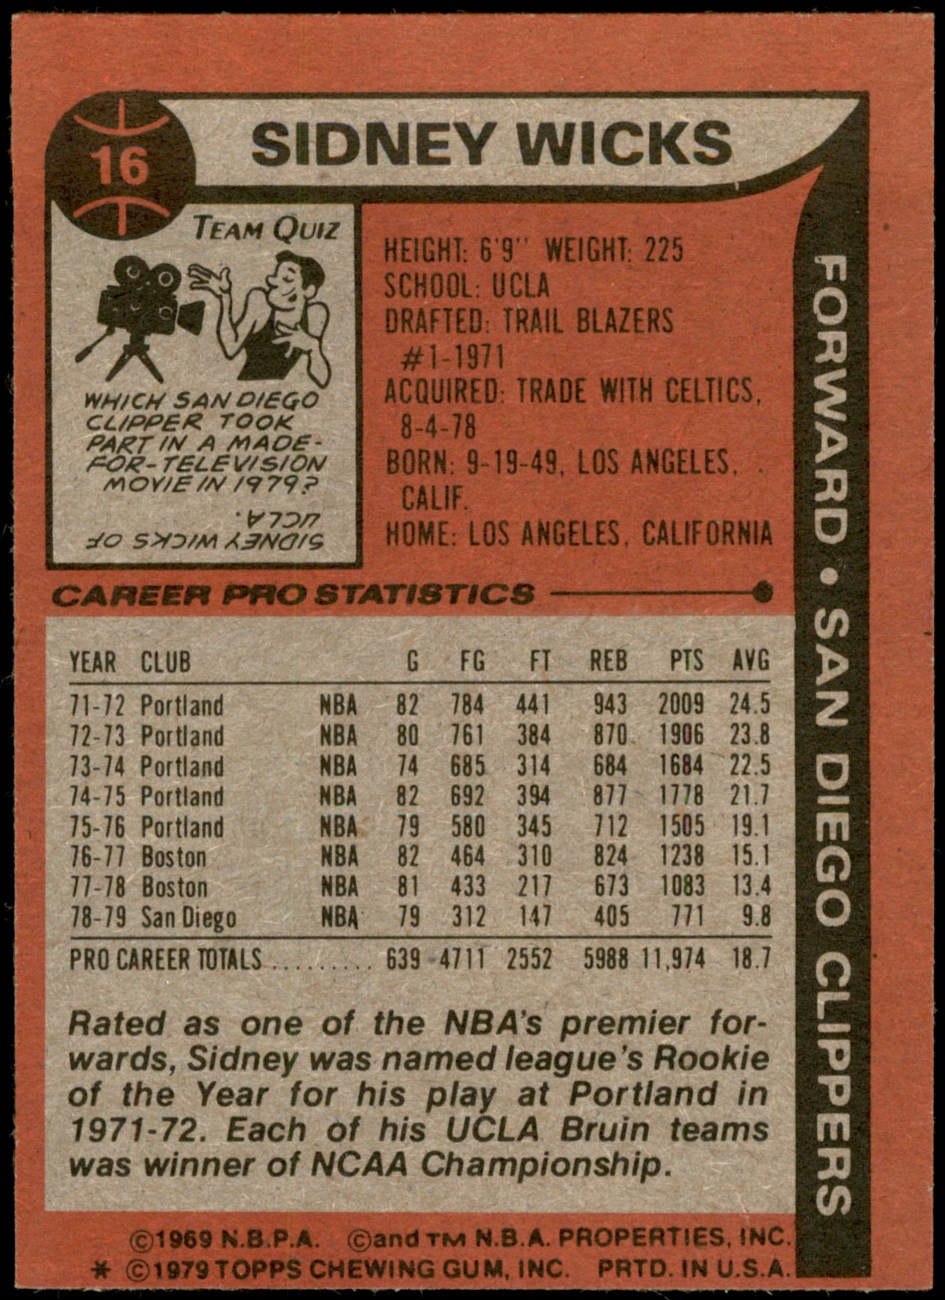 16
SIDNEY WICKS
TEAM QUIZ
WHICH SAN DIEGO
CLIPPER TOOK
PART IN A MADE-
FOR-TELEVISION
MOVIE IN 1979?
SIDNEY WICKS OF
UCLA.
HEIGHT: 6'9" WEIGHT: 225
SCHOOL: UCLA
DRAFTED: TRAIL BLAZERS
#1-1971
ACQUIRED: TRADE WITH CELTICS,
8-4-78
BORN: 9-19-49, LOS ANGELES,
CALIF.
HOME: LOS ANGELES, CALIFORNIA
FORWARD • SAN DIEGO CLIPPERS
CAREER PRO STATISTICS
YEAR CLUB G FG FT REB PTS AVG
71-72 Portland NBA 82 784 441 943 2009 24.5
72-73 Portland NBA 80 761 384 870 1906 23.8
73-74 Portland NBA 74 685 314 684 1684 22.5
74-75 Portland NBA 82 692 394 877 1778 21.7
75-76 Portland NBA 79 580 345 712 1505 19.1
76-77 Boston NBA 82 464 310 824 1238 15.1
77-78 Boston NBA 81 433 217 673 1083 13.4
78-79 San Diego NBA 79 312 147 405 771 9.8
PRO CAREER TOTALS ......... 639 4711 2552 5988 11,974 18.7
Rated as one of the NBA's premier for-
wards, Sidney was named league's Rookie
of the Year for his play at Portland in
1971-72. Each of his UCLA Bruin teams
was winner of NCAA Championship.
©1969 N.B.P.A. ©and TM N.B.A. PROPERTIES, INC.
* ©1979 TOPPS CHEWING GUM, INC. PRTD. IN U.S.A.